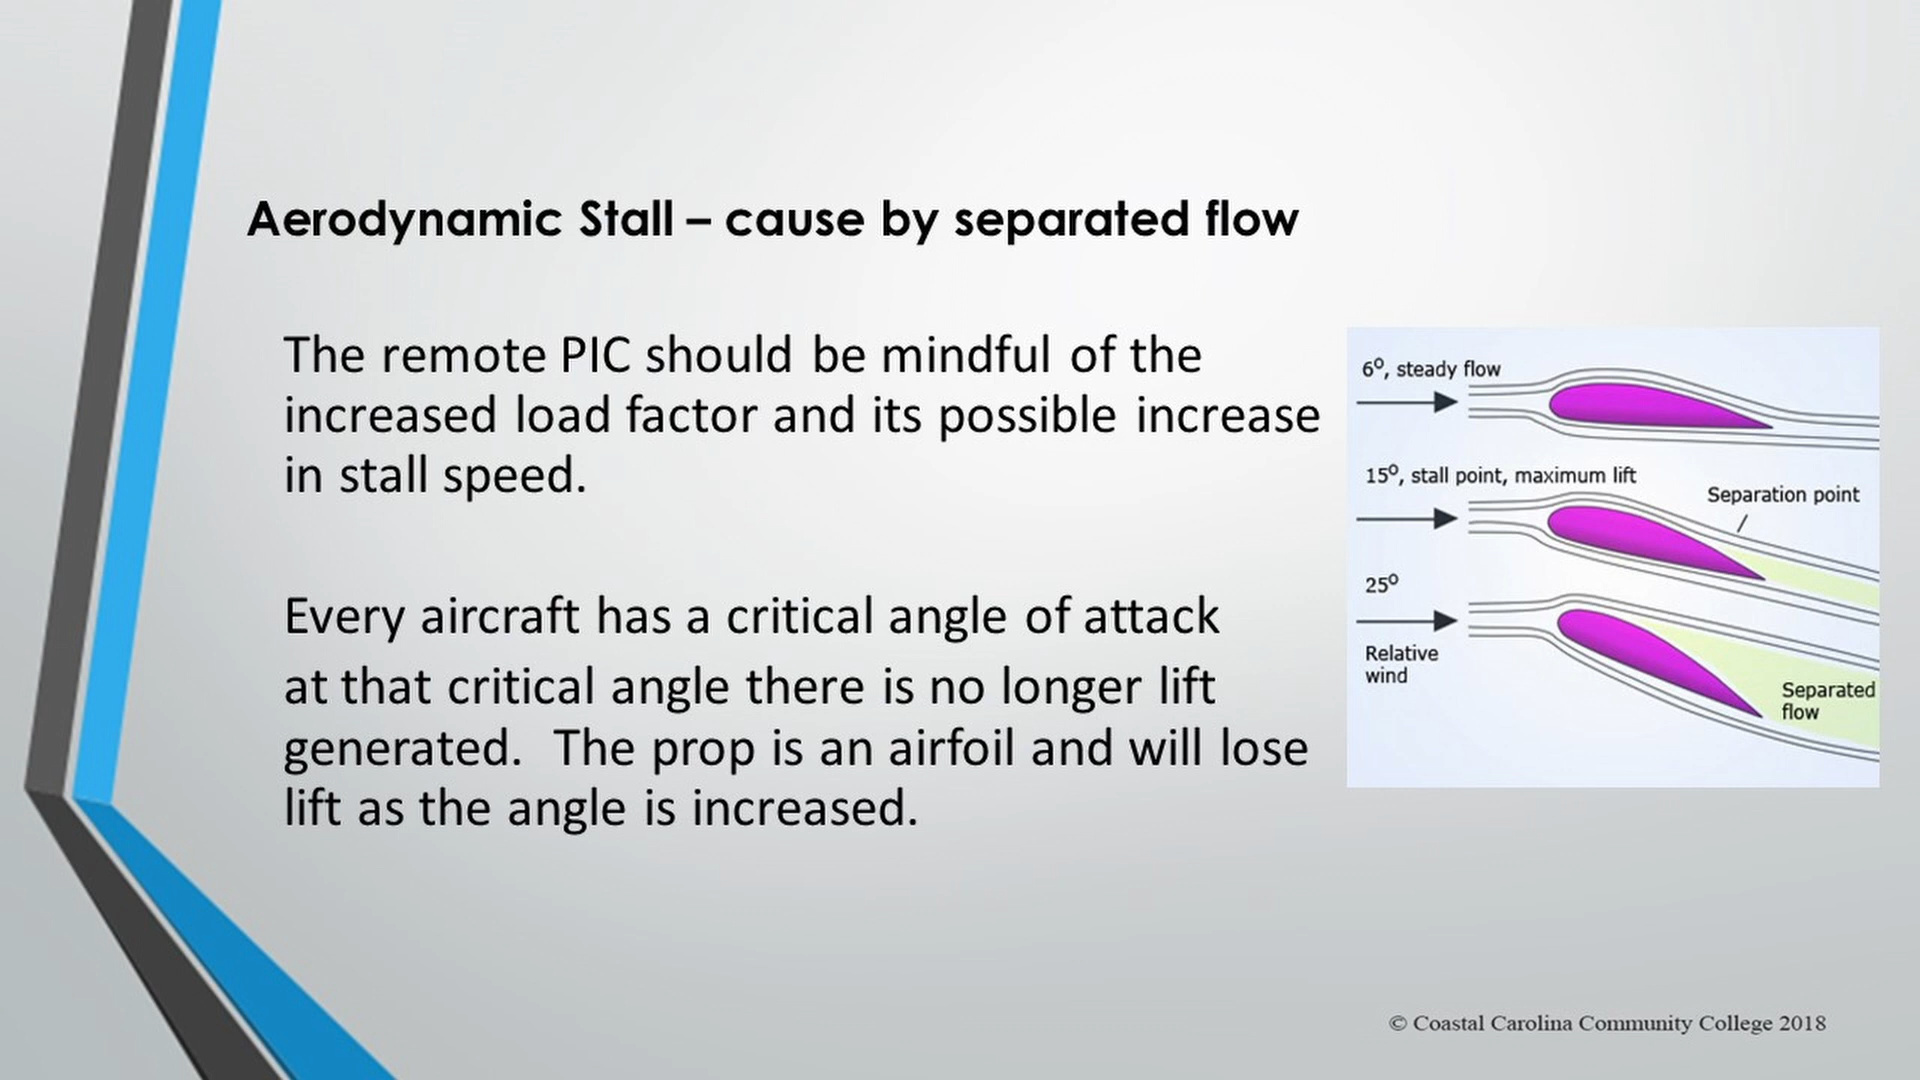 Aerodynamic Stall – cause by separated flow
The remote PIC should be mindful of the
increased load factor and its possible increase
in stall speed.
Every aircraft has a critical angle of attack
at that critical angle there is no longer lift
generated.  The prop is an airfoil and will lose
lift as the angle is increased.
6⁰, steady flow
15⁰, stall point, maximum lift
Separation point
25⁰
Relative
wind
Separated
flow
© Coastal Carolina Community College 2018